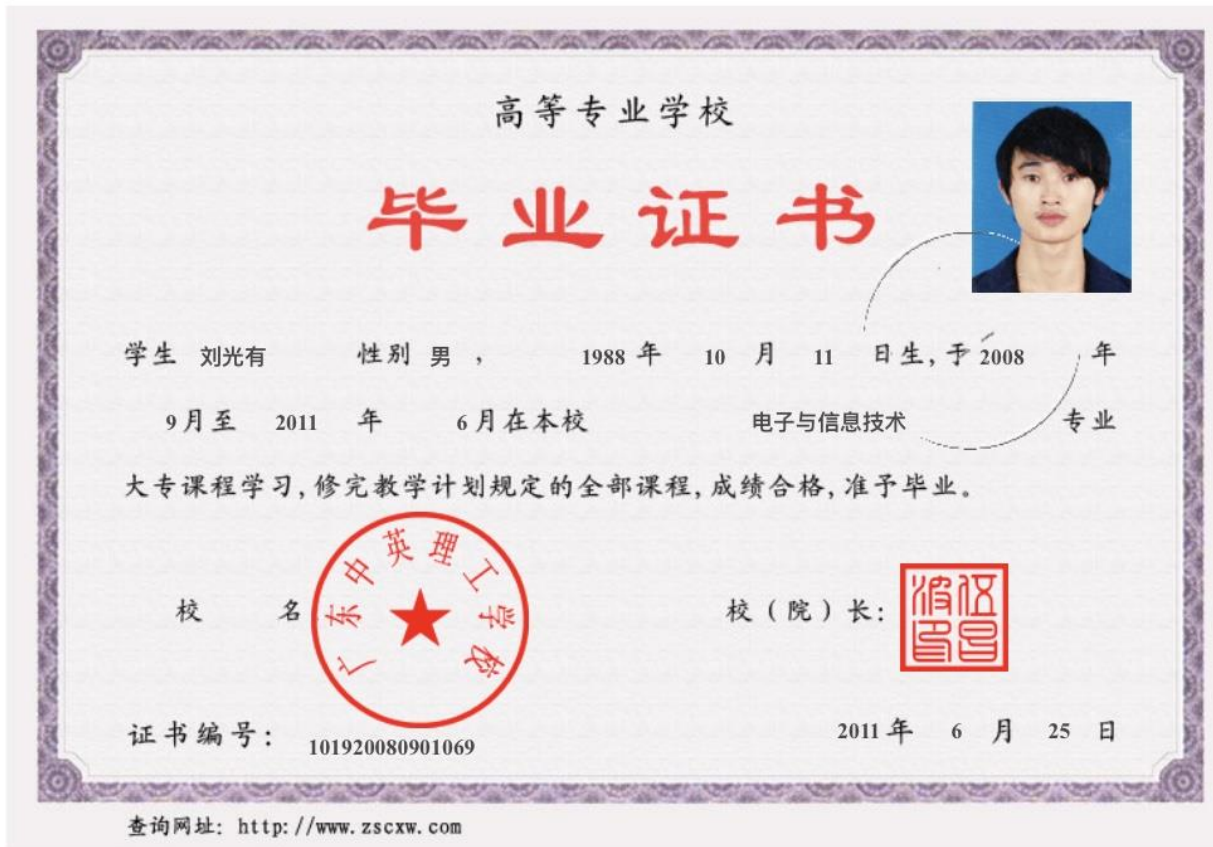 高等专业学校
毕业证书
学生 刘光有 性别 男 , 1988 年 10 月 11 日生,于 2008 年
9 月至 2011 年 6 月在本校 电子与信息技术 专业
大专课程学习,修完教学计划规定的全部课程,成绩合格,准予毕业。
广东中英理工学校
校 名
校(院)长:
证书编号: 101920080901069
2011 年 6 月 25 日
查询网址: http://www.zscxw.com